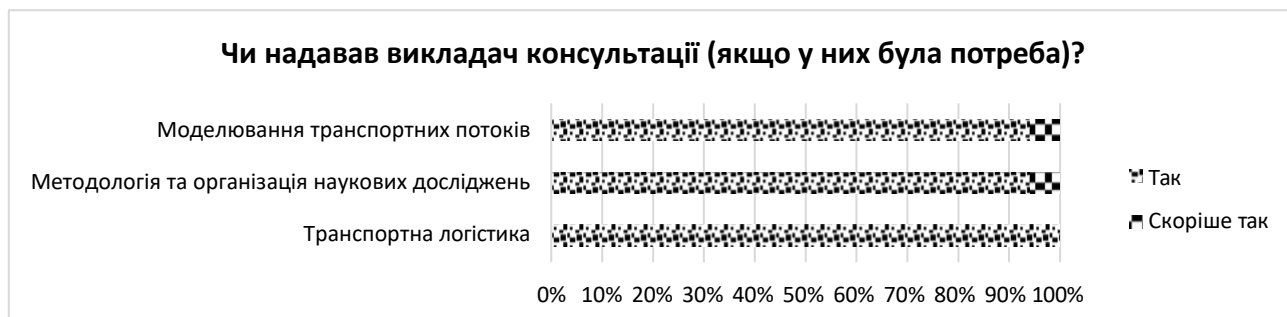 Чи надавав викладач консультації (якщо у них була потреба)?
Моделювання транспортних потоків
Методологія та організація наукових досліджень
Транспортна логістика
Так
Скоріше так
0% 10% 20% 30% 40% 50% 60% 70% 80% 90% 100%